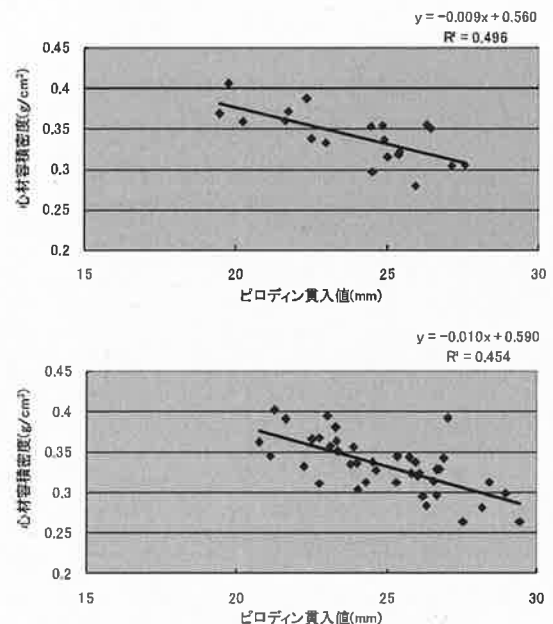 y = -0.009x + 0.560
R² = 0.496
心材容積密度(g/cm²)
0.45
0.4
0.35
0.3
0.25
0.2
15 20 25 30
ピロディン貫入値(mm)
y = -0.010x + 0.590
R² = 0.454
心材容積密度(g/cm²)
0.45
0.4
0.35
0.3
0.25
0.2
15 20 25 30
ピロディン貫入値(mm)